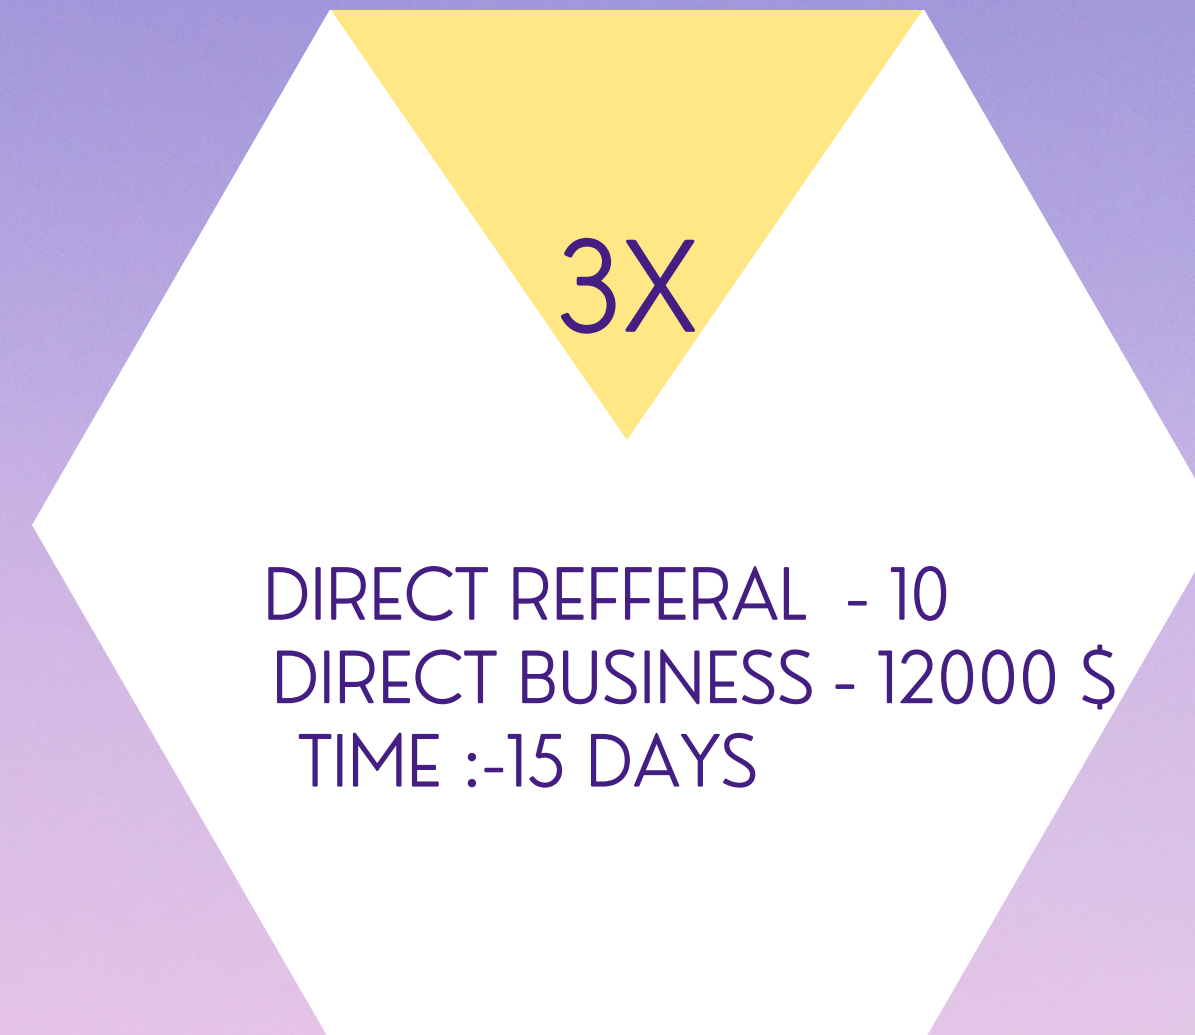 3X
DIRECT REFFERAL - 10
DIRECT BUSINESS - 12000 $
TIME :-15 DAYS